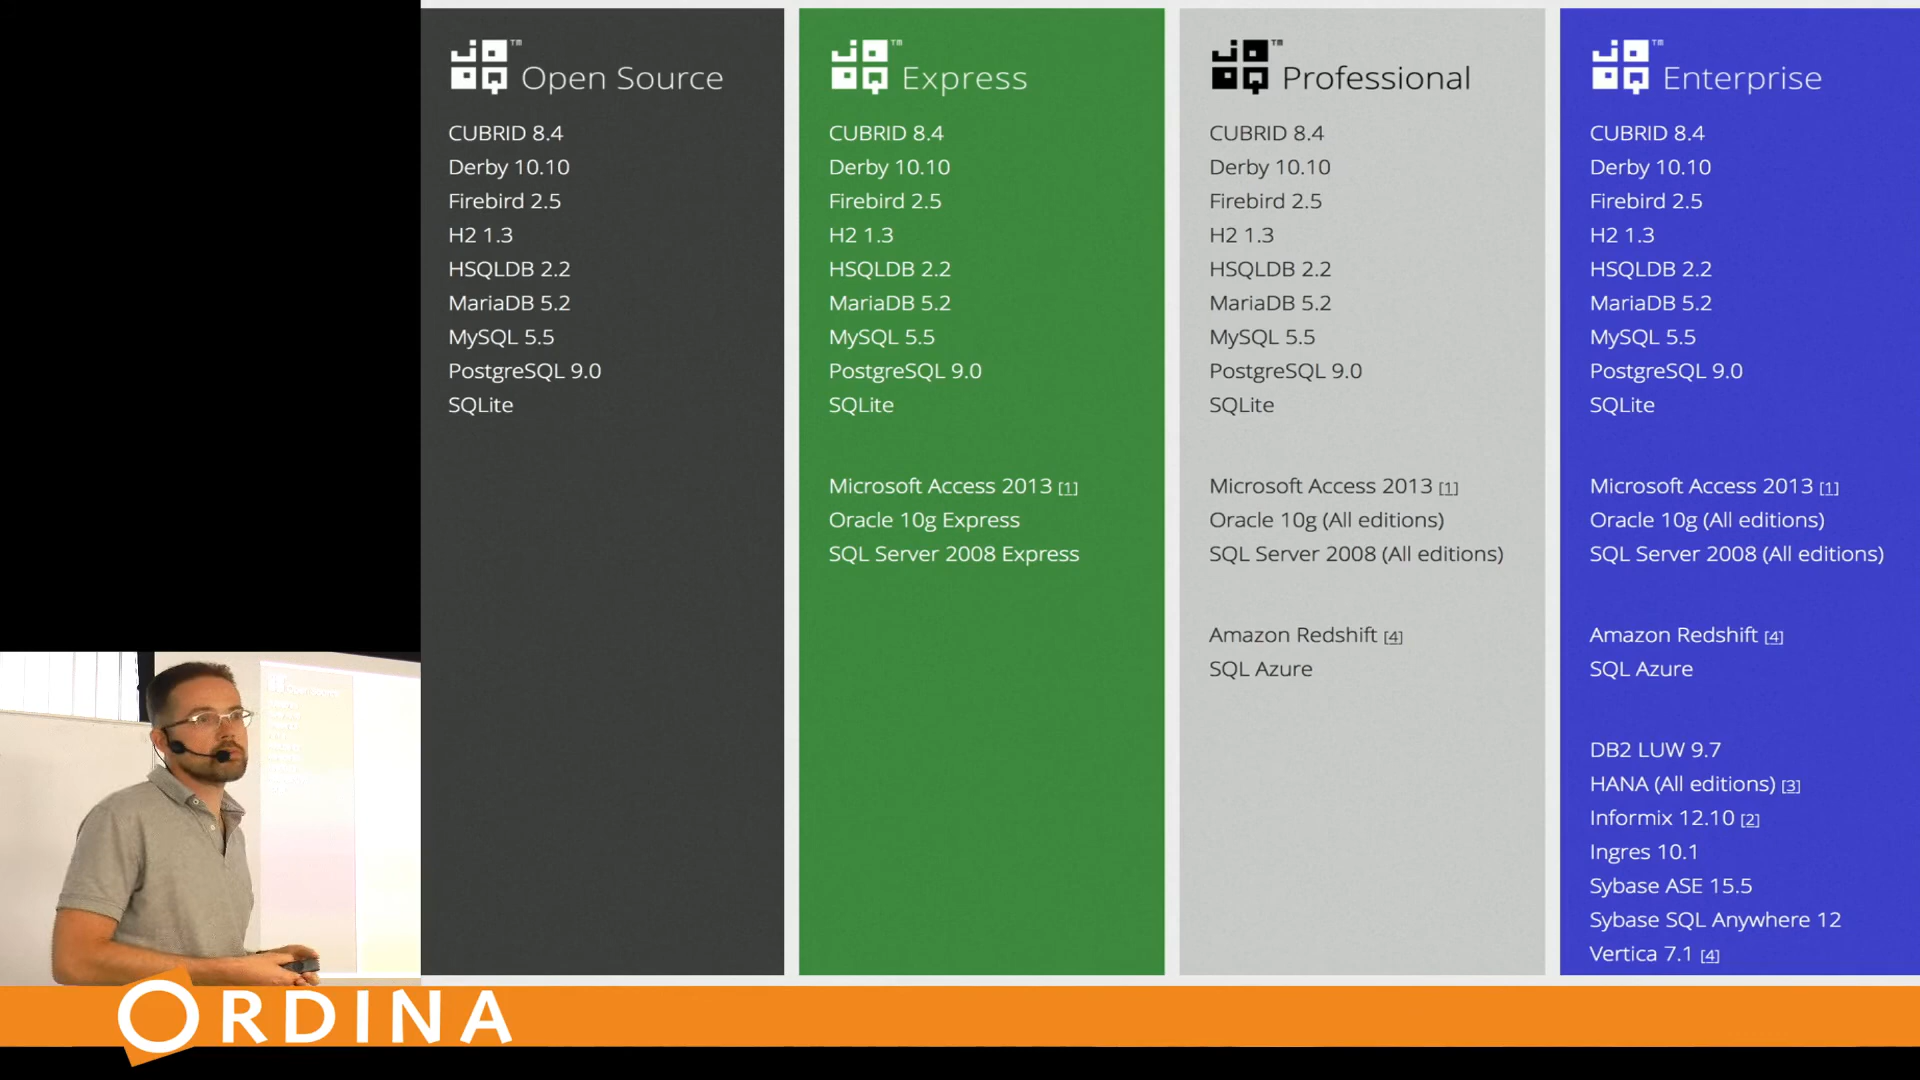 JOOQ™ Open Source
CUBRID 8.4
Derby 10.10
Firebird 2.5
H2 1.3
HSQLDB 2.2
MariaDB 5.2
MySQL 5.5
PostgreSQL 9.0
SQLite
JOOQ™ Express
CUBRID 8.4
Derby 10.10
Firebird 2.5
H2 1.3
HSQLDB 2.2
MariaDB 5.2
MySQL 5.5
PostgreSQL 9.0
SQLite
Microsoft Access 2013 [1]
Oracle 10g Express
SQL Server 2008 Express
JOOQ™ Professional
CUBRID 8.4
Derby 10.10
Firebird 2.5
H2 1.3
HSQLDB 2.2
MariaDB 5.2
MySQL 5.5
PostgreSQL 9.0
SQLite
Microsoft Access 2013 [1]
Oracle 10g (All editions)
SQL Server 2008 (All editions)
Amazon Redshift [4]
SQL Azure
JOOQ™ Enterprise
CUBRID 8.4
Derby 10.10
Firebird 2.5
H2 1.3
HSQLDB 2.2
MariaDB 5.2
MySQL 5.5
PostgreSQL 9.0
SQLite
Microsoft Access 2013 [1]
Oracle 10g (All editions)
SQL Server 2008 (All editions)
Amazon Redshift [4]
SQL Azure
DB2 LUW 9.7
HANA (All editions) [3]
Informix 12.10 [2]
Ingres 10.1
Sybase ASE 15.5
Sybase SQL Anywhere 12
Vertica 7.1 [4]
ORDINA